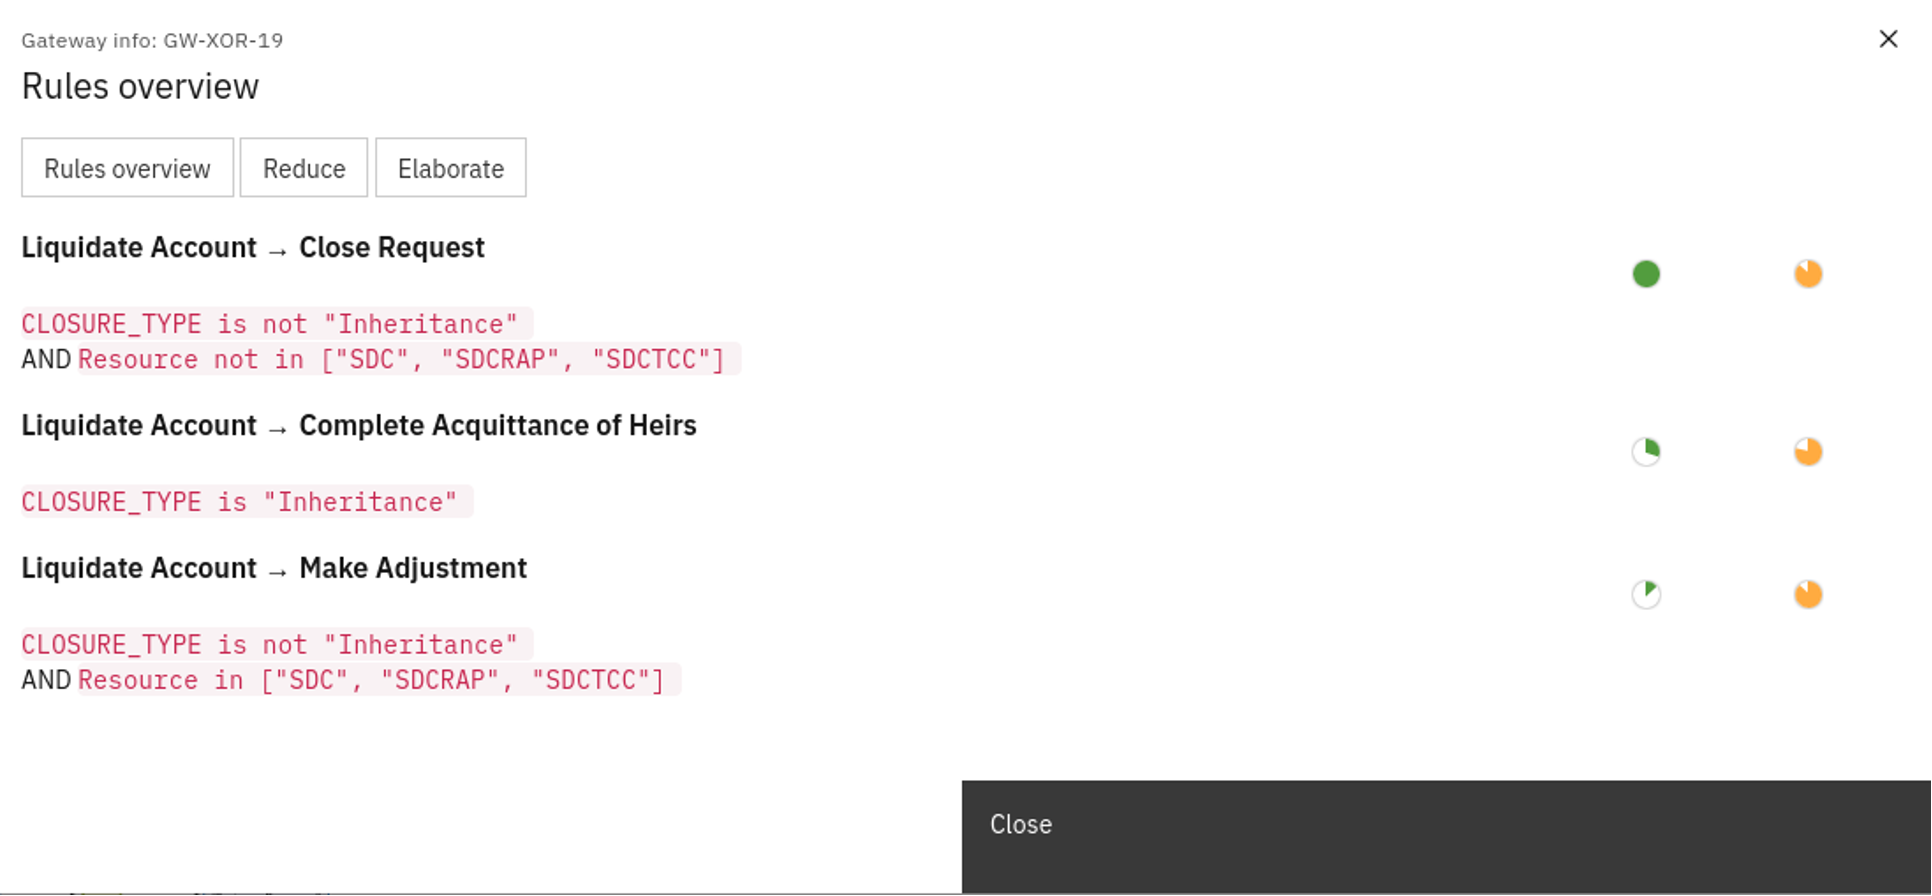 Gateway info: GW-XOR-19
Rules overview
Rules overview Reduce Elaborate
Liquidate Account → Close Request
CLOSURE_TYPE is not "Inheritance"
AND Resource not in ["SDC", "SDCRAP", "SDCTCC"]
Liquidate Account → Complete Acquittance of Heirs
CLOSURE_TYPE is "Inheritance"
Liquidate Account → Make Adjustment
CLOSURE_TYPE is not "Inheritance"
AND Resource in ["SDC", "SDCRAP", "SDCTCC"]
Close